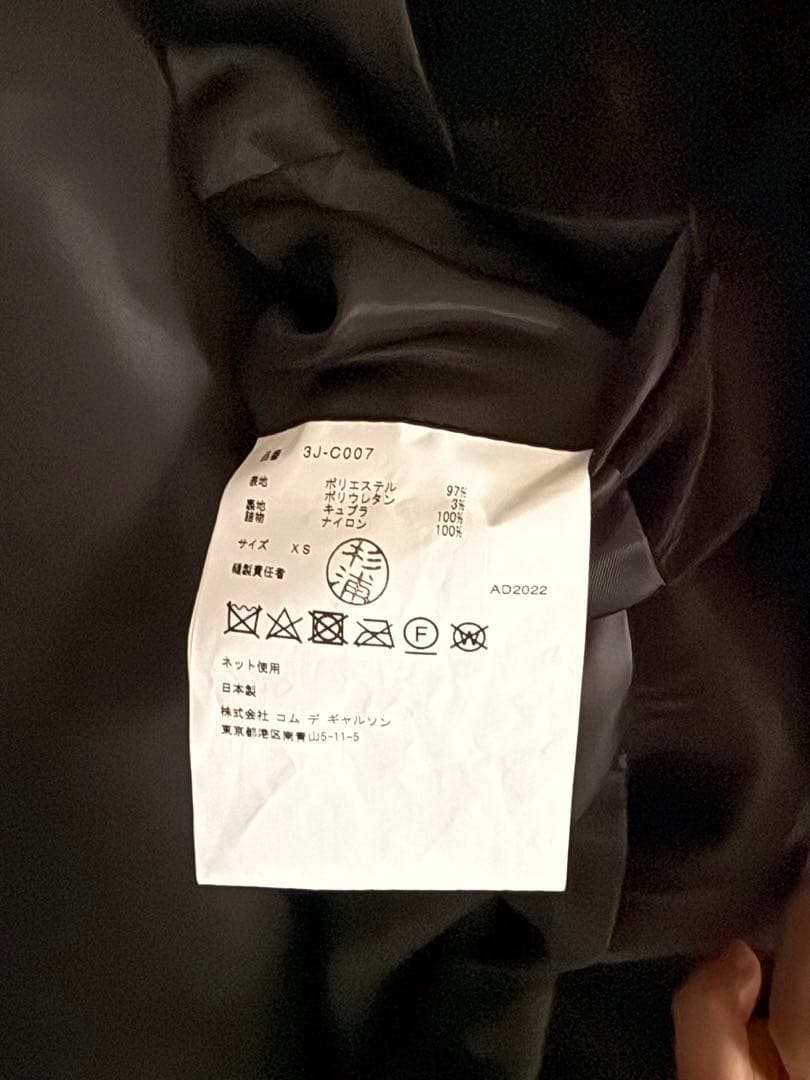 品番 3J-C007
表地 ポリエステル 97%
ポリウレタン 3%
裏地 キュプラ 100%
詰物 ナイロン 100%
サイズ XS
杉浦
縫製責任者
AD2022
F W
ネット使用
日本製
株式会社 コム デ ギャルソン
東京都港区南青山5-11-5